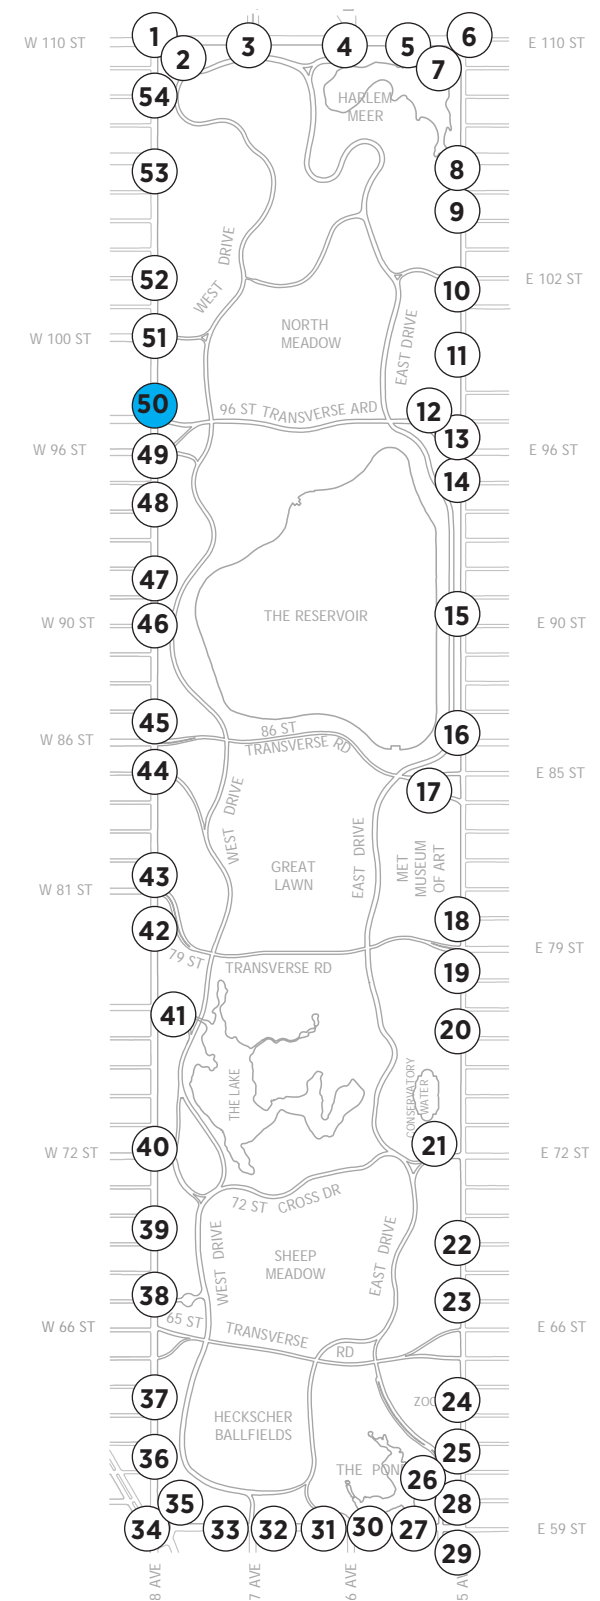 1
2
3
4
5
6
7
W 110 ST
E 110 ST
54
HARLEM
MEER
53
8
9
WEST DRIVE
52
10
E 102 ST
W 100 ST
51
NORTH
MEADOW
EAST DRIVE
11
50
96 ST TRANSVERSE ARD
12
13
W 96 ST
49
14
E 96 ST
48
47
W 90 ST
46
THE RESERVOIR
15
E 90 ST
45
86 ST
TRANSVERSE RD
16
W 86 ST
44
17
E 85 ST
WEST DRIVE
EAST DRIVE
GREAT
LAWN
MET
MUSEUM
OF ART
43
W 81 ST
42
18
79 ST
TRANSVERSE RD
E 79 ST
19
41
20
THE LAKE
CONSERVATORY
WATER
W 72 ST
40
21
E 72 ST
72 ST CROSS DR
39
WEST DRIVE
SHEEP
MEADOW
EAST DRIVE
22
38
23
65 ST
TRANSVERSE
RD
W 66 ST
E 66 ST
37
ZOO
24
HECKSCHER
BALLFIELDS
36
25
THE PON
26
35
28
34
33
32
31
30
27
E 59 ST
29
8 AVE
7 AVE
6 AVE
5 AV